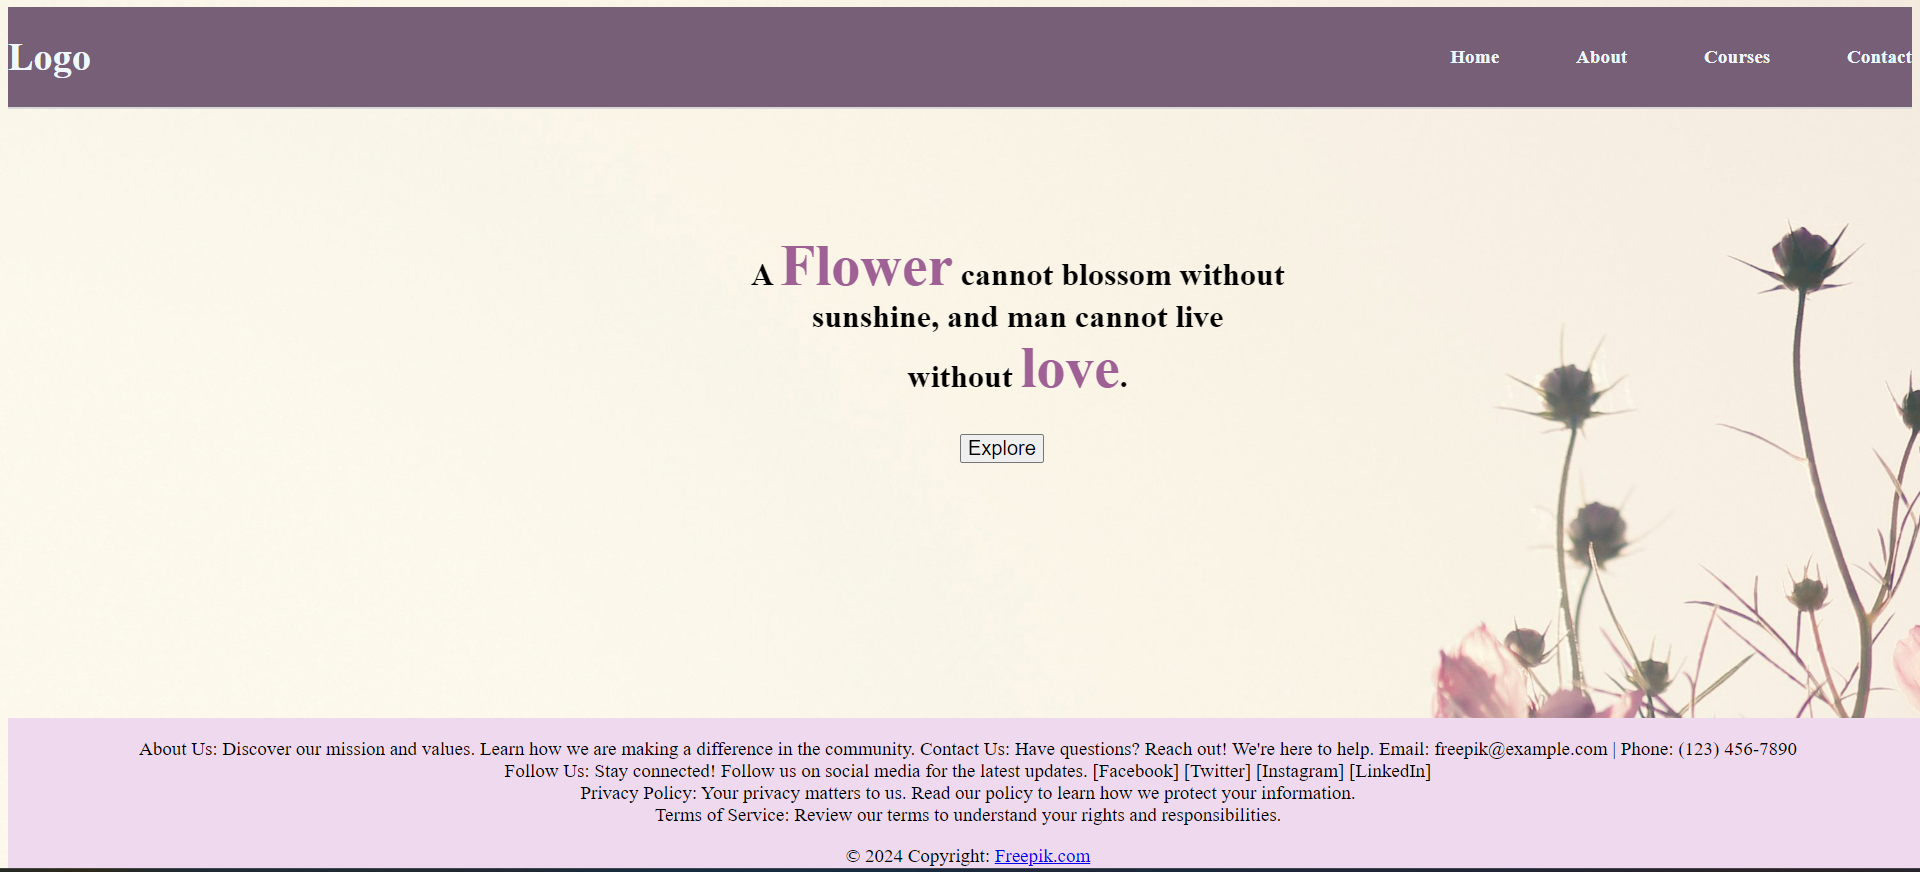 Logo Home About Courses Contact
A Flower cannot blossom without
sunshine, and man cannot live
without love.
Explore
About Us: Discover our mission and values. Learn how we are making a difference in the community. Contact Us: Have questions? Reach out! We're here to help. Email: freepik@example.com | Phone: (123) 456-7890
Follow Us: Stay connected! Follow us on social media for the latest updates. [Facebook] [Twitter] [Instagram] [LinkedIn]
Privacy Policy: Your privacy matters to us. Read our policy to learn how we protect your information.
Terms of Service: Review our terms to understand your rights and responsibilities.
© 2024 Copyright: Freepik.com